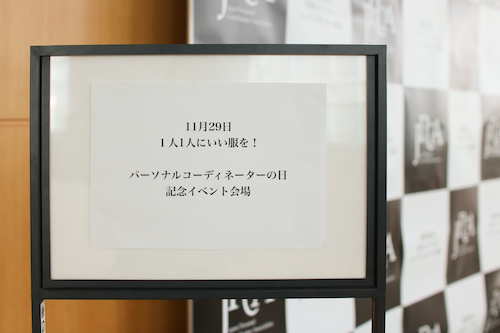 11月29日
１人1人にいい服を！
パーソナルコーディネーターの日
記念イベント会場